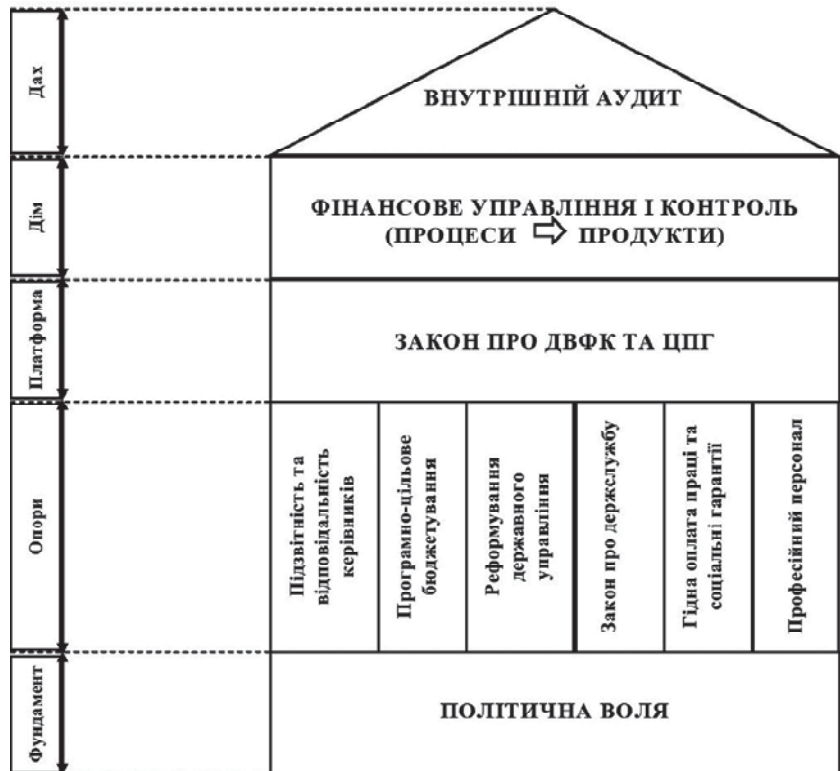 Дах
ВНУТРІШНІЙ АУДИТ
Дім
ФІНАНСОВЕ УПРАВЛІННЯ І КОНТРОЛЬ
(ПРОЦЕСИ ПРОДУКТИ)
Платформа
ЗАКОН ПРО ДВФК ТА ЦПГ
Опори
Підзвітність та
відповідальність
керівників
Програмно-цільове
бюджетування
Реформування
державного
управління
Закон про держслужбу
Гідна оплата праці та
соціальні гарантії
Професійний персонал
Фундамент
ПОЛІТИЧНА ВОЛЯ